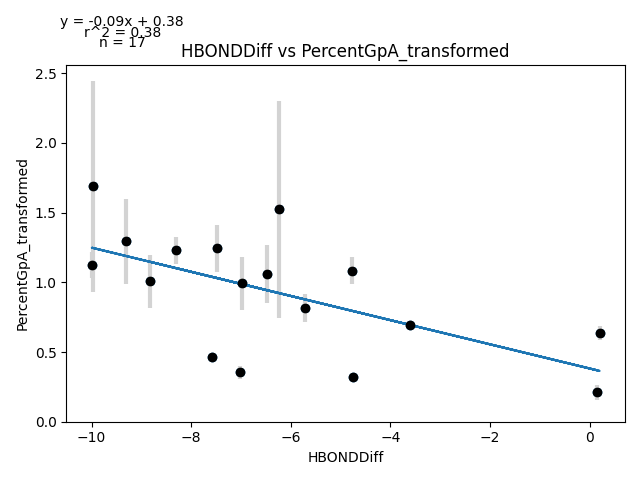 y = -0.09x + 0.38
r^2 = 0.38
n = 17
HBONDDiff vs PercentGpA_transformed
PercentGpA_transformed
2.5
2.0
1.5
1.0
0.5
0.0
−10
−8
−6
−4
−2
0
HBONDDiff